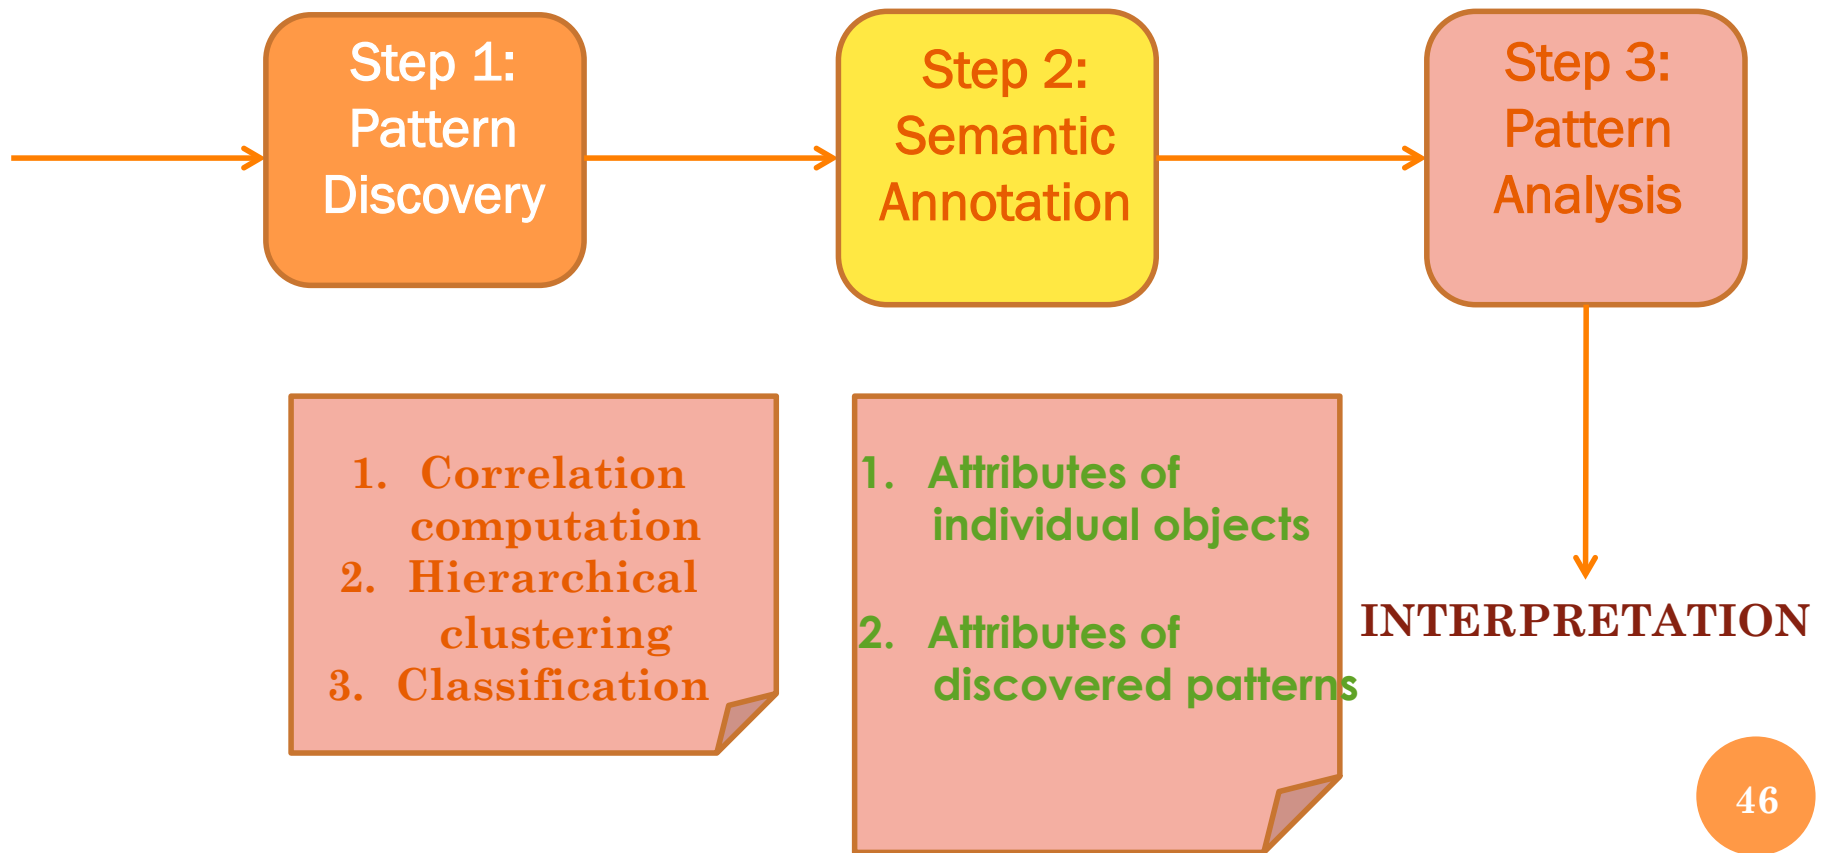 Step 1:
Pattern
Discovery
Step 2:
Semantic
Annotation
Step 3:
Pattern
Analysis
1. Correlation
computation
2. Hierarchical
clustering
3. Classification
1. Attributes of
individual objects
2. Attributes of
discovered patterns
INTERPRETATION
46